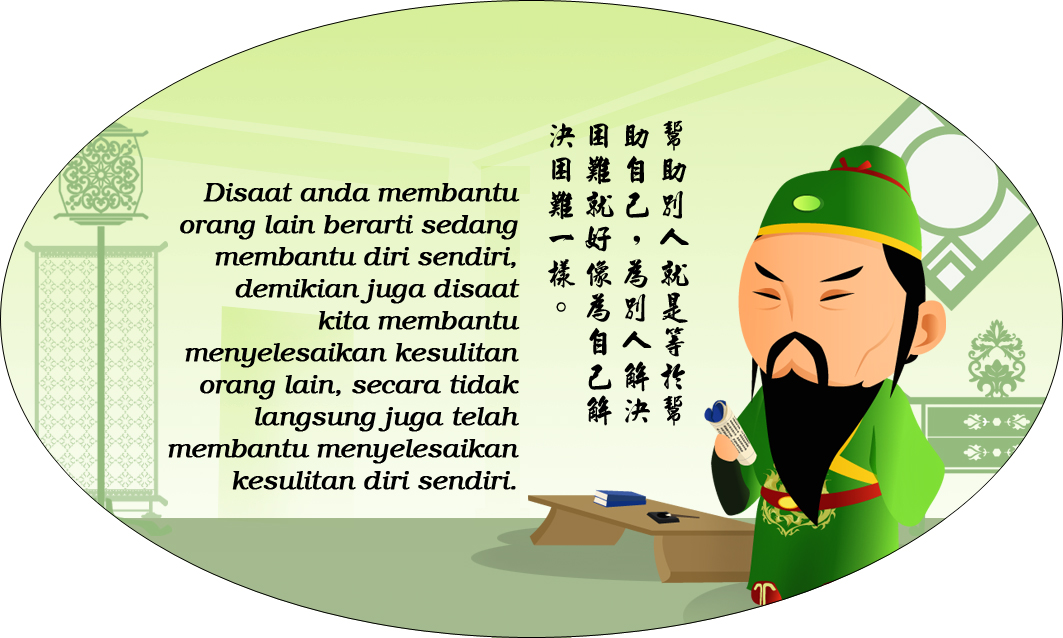 Disaat anda membantu
orang lain berarti sedang
membantu diri sendiri,
demikian juga disaat
kita membantu
menyelesaikan kesulitan
orang lain, secara tidak
langsung juga telah
membantu menyelesaikan
kesulitan diri sendiri.
幫助別人就是等於幫
助自己，為別人解決
困難就好像為自己解
決困難一樣。